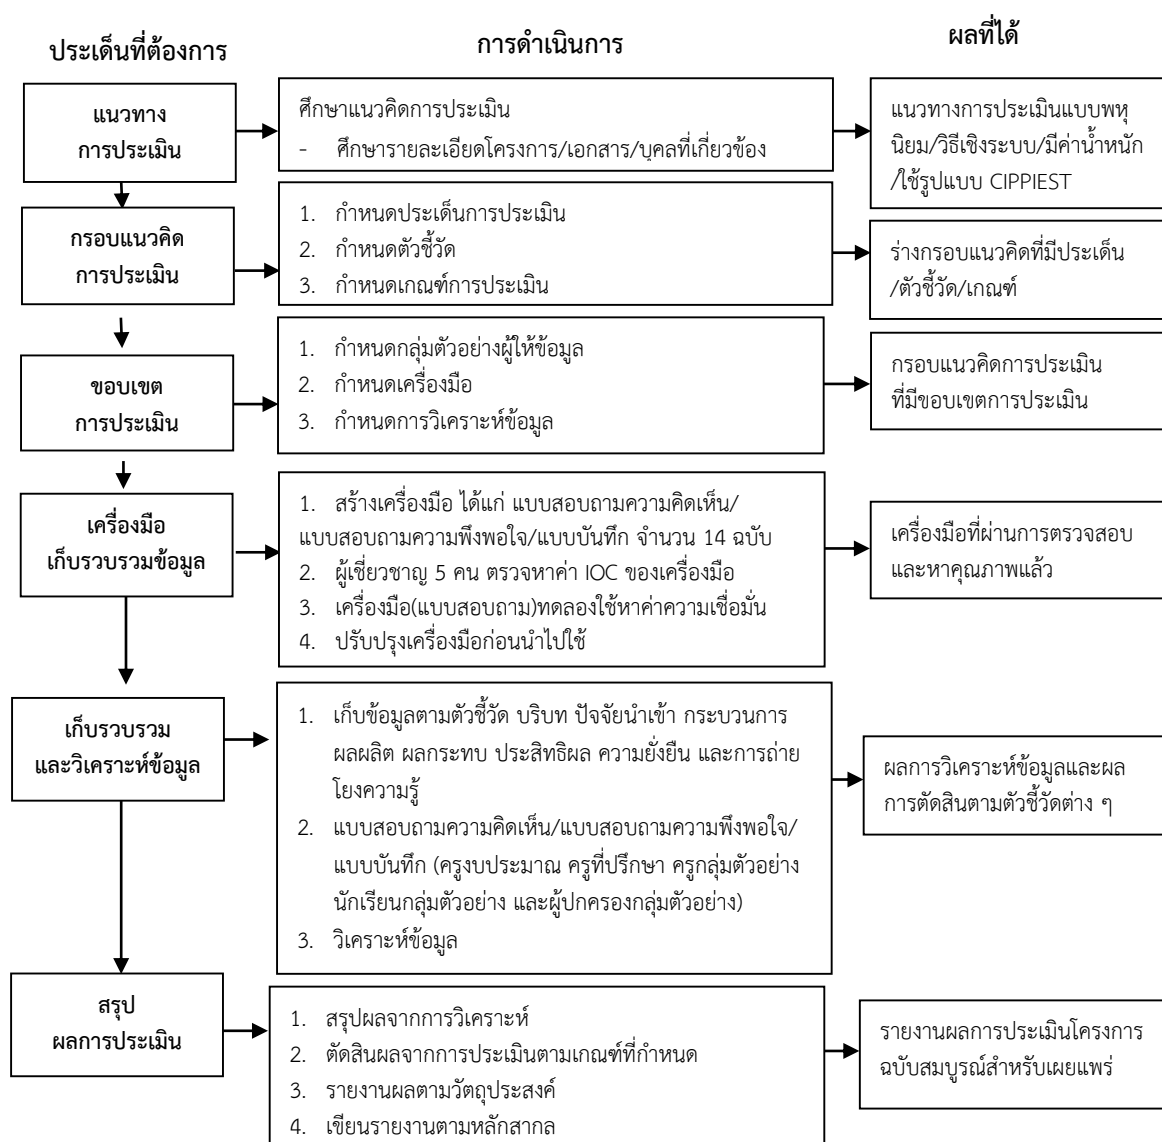 ประเด็นที่ต้องการ
การดำเนินการ
ผลที่ได้
แนวทาง
การประเมิน
ศึกษาแนวคิดการประเมิน
- ศึกษารายละเอียดโครงการ/เอกสาร/บุคลที่เกี่ยวข้อง
แนวทางการประเมินแบบพหุ
นิยม/วิธีเชิงระบบ/มีค่าน้ำหนัก
/ใช้รูปแบบ CIPPIEST
กรอบแนวคิด
การประเมิน
1. กำหนดประเด็นการประเมิน
2. กำหนดตัวชี้วัด
3. กำหนดเกณฑ์การประเมิน
ร่างกรอบแนวคิดที่มีประเด็น
/ตัวชี้วัด/เกณฑ์
ขอบเขต
การประเมิน
1. กำหนดกลุ่มตัวอย่างผู้ให้ข้อมูล
2. กำหนดเครื่องมือ
3. กำหนดการวิเคราะห์ข้อมูล
กรอบแนวคิดการประเมิน
ที่มีขอบเขตการประเมิน
เครื่องมือ
เก็บรวบรวมข้อมูล
1. สร้างเครื่องมือ ได้แก่ แบบสอบถามความคิดเห็น/
แบบสอบถามความพึงพอใจ/แบบบันทึก จำนวน 14 ฉบับ
2. ผู้เชี่ยวชาญ 5 คน ตรวจหาค่า IOC ของเครื่องมือ
3. เครื่องมือ(แบบสอบถาม)ทดลองใช้หาค่าความเชื่อมั่น
4. ปรับปรุงเครื่องมือก่อนนำไปใช้
เครื่องมือที่ผ่านการตรวจสอบ
และหาคุณภาพแล้ว
เก็บรวบรวม
และวิเคราะห์ข้อมูล
1. เก็บข้อมูลตามตัวชี้วัด บริบท ปัจจัยนำเข้า กระบวนการ
ผลผลิต ผลกระทบ ประสิทธิผล ความยั่งยืน และการถ่าย
โยงความรู้
2. แบบสอบถามความคิดเห็น/แบบสอบถามความพึงพอใจ/
แบบบันทึก (ครูงบประมาณ ครูที่ปรึกษา ครูกลุ่มตัวอย่าง
นักเรียนกลุ่มตัวอย่าง และผู้ปกครองกลุ่มตัวอย่าง)
3. วิเคราะห์ข้อมูล
ผลการวิเคราะห์ข้อมูลและผล
การตัดสินตามตัวชี้วัดต่าง ๆ
สรุป
ผลการประเมิน
1. สรุปผลจากการวิเคราะห์
2. ตัดสินผลจากการประเมินตามเกณฑ์ที่กำหนด
3. รายงานผลตามวัตถุประสงค์
4. เขียนรายงานตามหลักสากล
รายงานผลการประเมินโครงการ
ฉบับสมบูรณ์สำหรับเผยแพร่